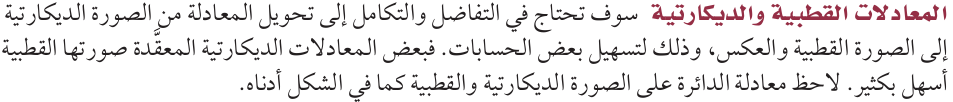 المعادلات القطبية والديكارتية سوف تحتاج في التفاضل والتكامل إلى تحويل المعادلة من الصورة الديكارتية
إلى الصورة القطبية والعكس، وذلك لتسهيل بعض الحسابات. فبعض المعادلات الديكارتية المعقَّدة صورتها القطبية
أسهل بكثير. لاحظ معادلة الدائرة على الصورة الديكارتية والقطبية كما في الشكل أدناه.